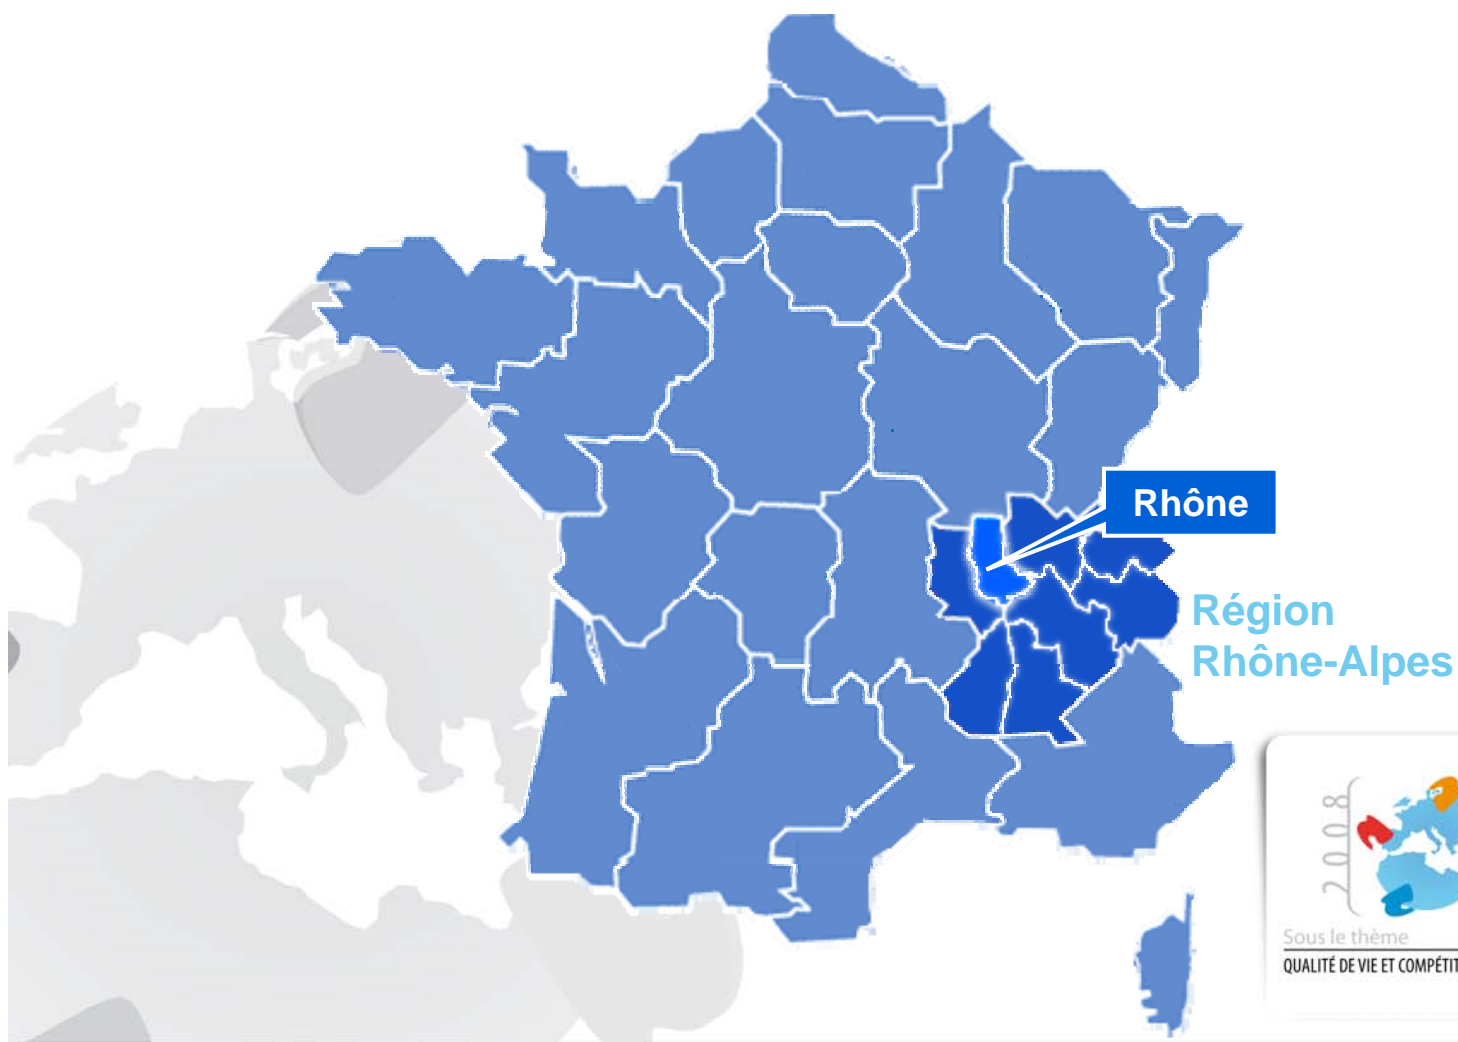 Rhône
Région
Rhône-Alpes
2008
Sous le thème
QUALITÉ DE VIE ET COMPÉTIT